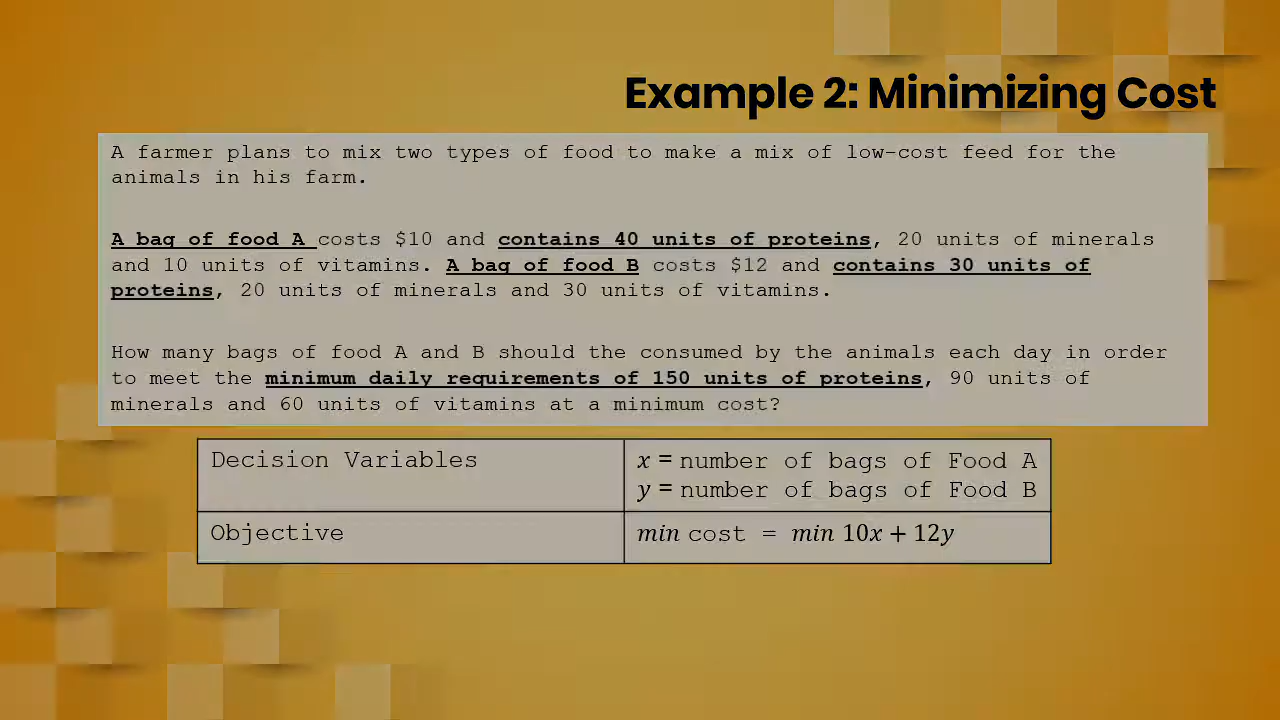 Example 2: Minimizing Cost
A farmer plans to mix two types of food to make a mix of low-cost feed for the
animals in his farm.
A bag of food A costs $10 and contains 40 units of proteins, 20 units of minerals
and 10 units of vitamins. A bag of food B costs $12 and contains 30 units of
proteins, 20 units of minerals and 30 units of vitamins.
How many bags of food A and B should the consumed by the animals each day in order
to meet the minimum daily requirements of 150 units of proteins, 90 units of
minerals and 60 units of vitamins at a minimum cost?
Decision Variables
x = number of bags of Food A
y = number of bags of Food B
Objective
min cost = min 10x + 12y